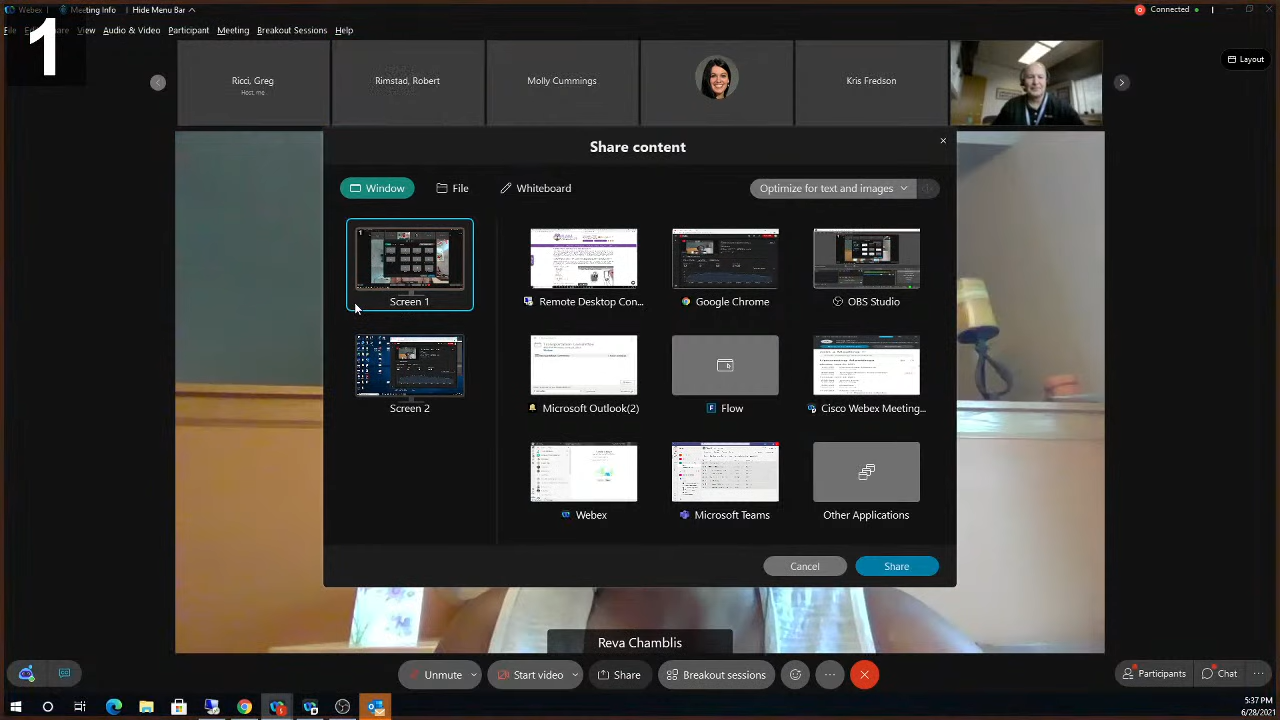 1
Webex
Meeting Info
Hide Menu Bar
Connected
File
View
Audio & Video
Participant
Meeting
Breakout Sessions
Help
Layout
Ricci, Greg
Host, me
Rimstad, Robert
Molly Cummings
Kris Fredson
Share content
Window
File
Whiteboard
Optimize for text and images
Screen 1
Remote Desktop Con...
Google Chrome
OBS Studio
Screen 2
Microsoft Outlook(2)
Flow
Cisco Webex Meeting...
Webex
Microsoft Teams
Other Applications
Cancel
Share
Reva Chamblis
Unmute
Start video
Share
Breakout sessions
Participants
Chat
5:37 PM
6/28/2021